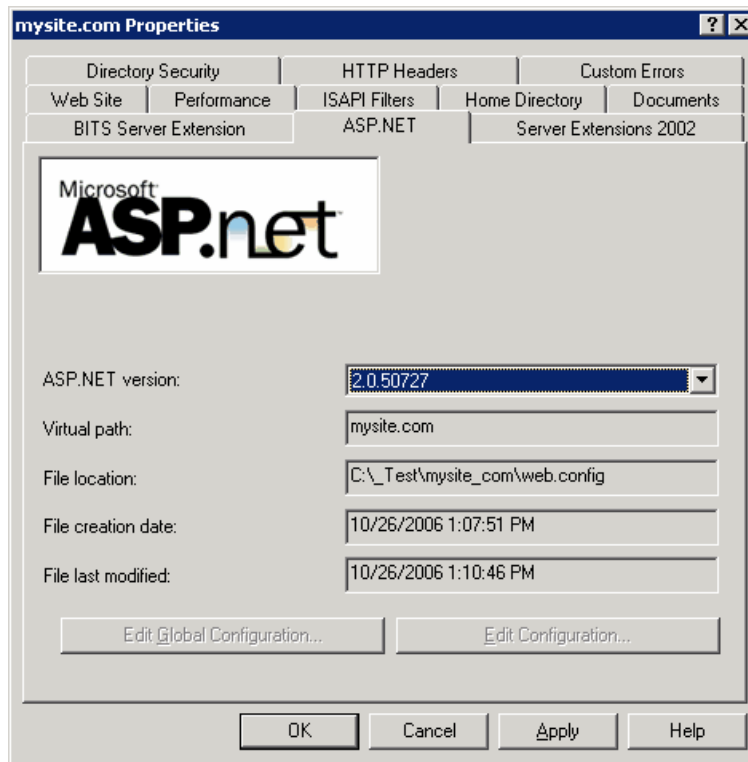 mysite.com Properties ? X
Directory Security HTTP Headers Custom Errors
Web Site Performance ISAPI Filters Home Directory Documents
BITS Server Extension ASP.NET Server Extensions 2002
Microsoft
ASP.net
ASP.NET version: 2.0.50727
Virtual path: mysite.com
File location: C:\_Test\mysite_com\web.config
File creation date: 10/26/2006 1:07:51 PM
File last modified: 10/26/2006 1:10:46 PM
Edit Global Configuration... Edit Configuration...
OK Cancel Apply Help